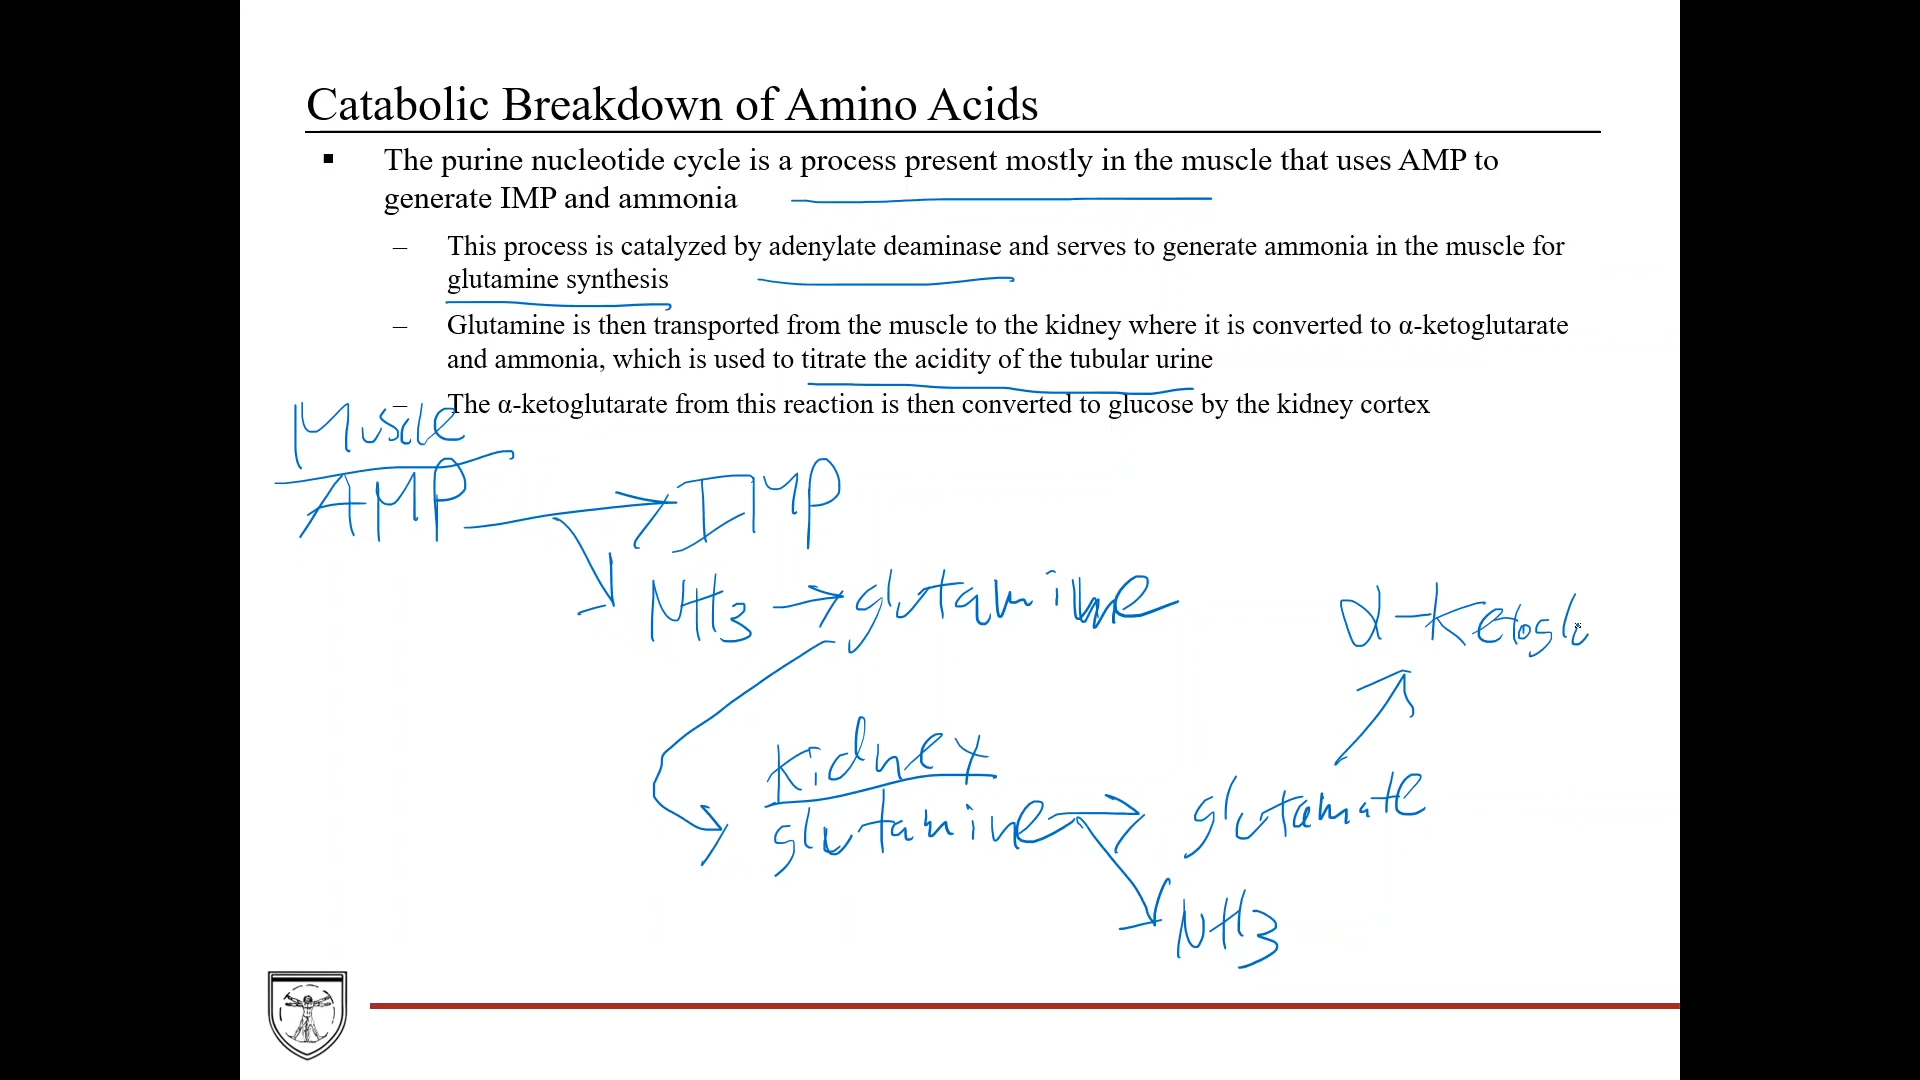 Catabolic Breakdown of Amino Acids
▪ The purine nucleotide cycle is a process present mostly in the muscle that uses AMP to
generate IMP and ammonia
– This process is catalyzed by adenylate deaminase and serves to generate ammonia in the muscle for
glutamine synthesis
– Glutamine is then transported from the muscle to the kidney where it is converted to α-ketoglutarate
and ammonia, which is used to titrate the acidity of the tubular urine
– The α-ketoglutarate from this reaction is then converted to glucose by the kidney cortex
Muscle
AMP → IMP
NH3 → glutamine
α-Ketoglu
Kidney
glutamine → glutamate
NH3